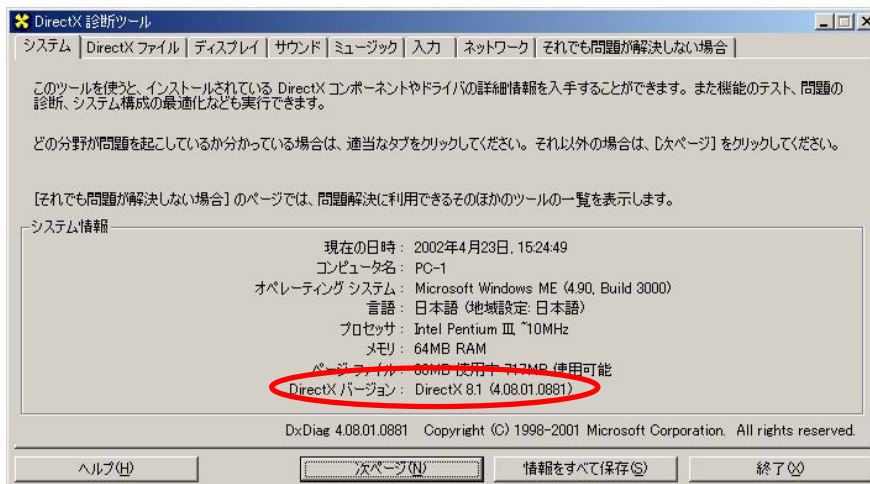 DirectX 診断ツール
システム DirectX ファイル ディスプレイ サウンド ミュージック 入力 ネットワーク それでも問題が解決しない場合
このツールを使うと、インストールされている DirectX コンポーネントやドライバの詳細情報を入手することができます。また機能のテスト、問題の
診断、システム構成の最適化なども実行できます。
どの分野が問題を起こしているか分かっている場合は、適当なタブをクリックしてください。それ以外の場合は、[次ページ] をクリックしてください。
[それでも問題が解決しない場合] のページでは、問題解決に利用できるそのほかのツールの一覧を表示します。
システム情報
現在の日時 : 2002年4月23日, 15:24:49
コンピュータ名 : PC-1
オペレーティング システム : Microsoft Windows ME (4.90, Build 3000)
言語 : 日本語 (地域設定: 日本語)
プロセッサ : Intel Pentium III, ~10MHz
メモリ : 64MB RAM
ページ ファイル : 使用中 717MB 使用可能
DirectX バージョン : DirectX 8.1 (4.08.01.0881)
DxDiag 4.08.01.0881 Copyright (C) 1998-2001 Microsoft Corporation. All rights reserved.
ヘルプ(H) 次ページ(N) 情報をすべて保存(S) 終了(X)